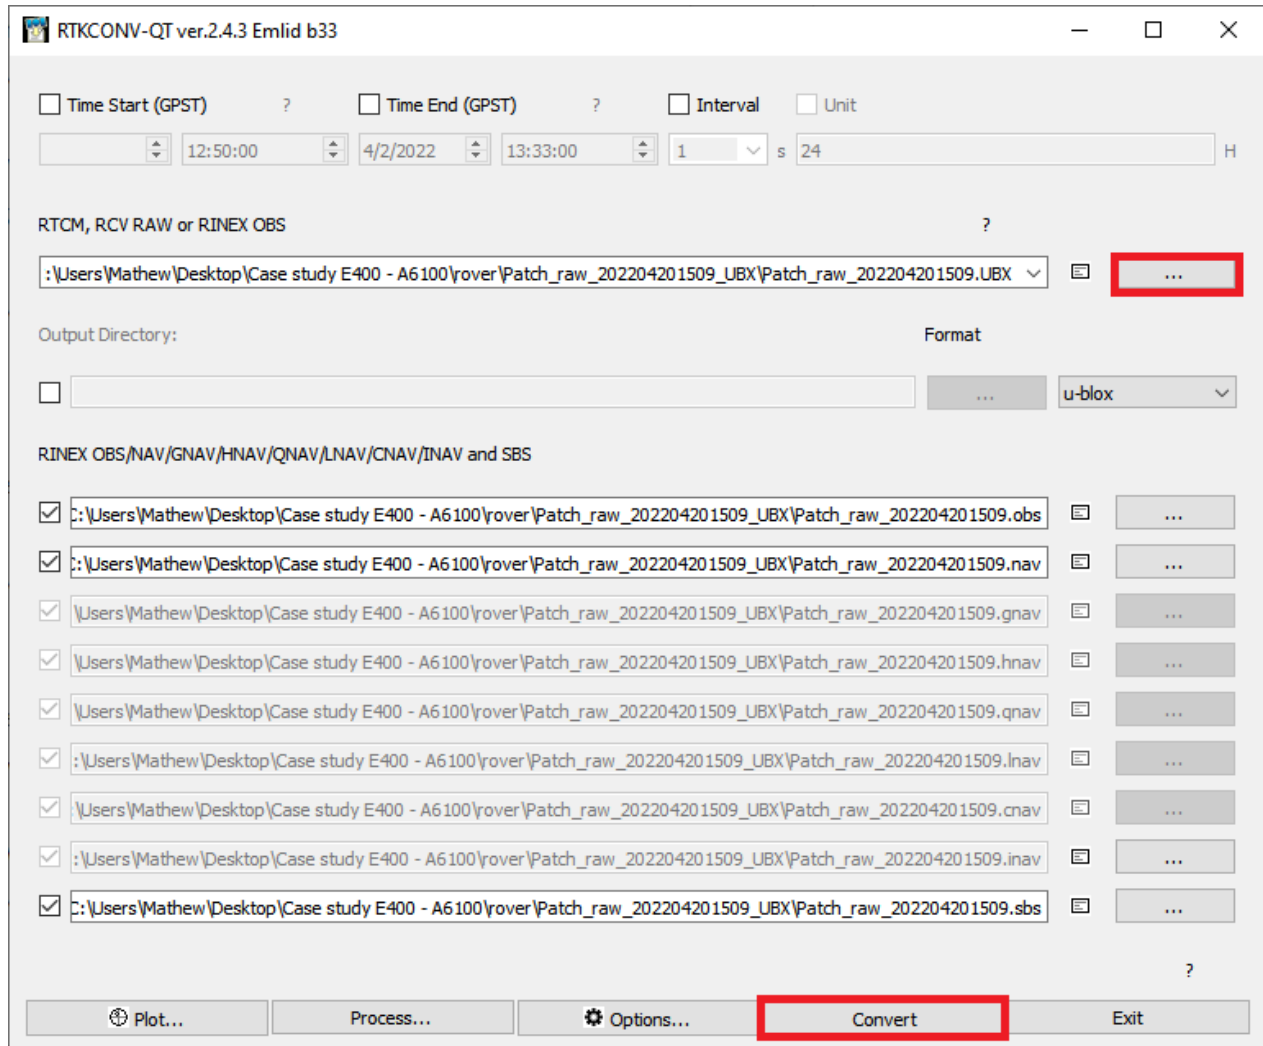 RTKCONV-QT ver.2.4.3 Emlid b33
Time Start (GPST) ? Time End (GPST) ? Interval Unit
12:50:00 4/2/2022 13:33:00 1 s 24 H
RTCM, RCV RAW or RINEX OBS ?
:\Users\Mathew\Desktop\Case study E400 - A6100\rover\Patch_raw_202204201509_UBX\Patch_raw_202204201509.UBX ...
Output Directory: Format
... u-blox
RINEX OBS/NAV/GNAV/HNAV/QNAV/LNAV/CNAV/INAV and SBS
C:\Users\Mathew\Desktop\Case study E400 - A6100\rover\Patch_raw_202204201509_UBX\Patch_raw_202204201509.obs ...
C:\Users\Mathew\Desktop\Case study E400 - A6100\rover\Patch_raw_202204201509_UBX\Patch_raw_202204201509.nav ...
\Users\Mathew\Desktop\Case study E400 - A6100\rover\Patch_raw_202204201509_UBX\Patch_raw_202204201509.gnav ...
\Users\Mathew\Desktop\Case study E400 - A6100\rover\Patch_raw_202204201509_UBX\Patch_raw_202204201509.hnav ...
\Users\Mathew\Desktop\Case study E400 - A6100\rover\Patch_raw_202204201509_UBX\Patch_raw_202204201509.qnav ...
:\Users\Mathew\Desktop\Case study E400 - A6100\rover\Patch_raw_202204201509_UBX\Patch_raw_202204201509.lnav ...
:\Users\Mathew\Desktop\Case study E400 - A6100\rover\Patch_raw_202204201509_UBX\Patch_raw_202204201509.cnav ...
:\Users\Mathew\Desktop\Case study E400 - A6100\rover\Patch_raw_202204201509_UBX\Patch_raw_202204201509.inav ...
C:\Users\Mathew\Desktop\Case study E400 - A6100\rover\Patch_raw_202204201509_UBX\Patch_raw_202204201509.sbs ...
?
Plot... Process... Options... Convert Exit